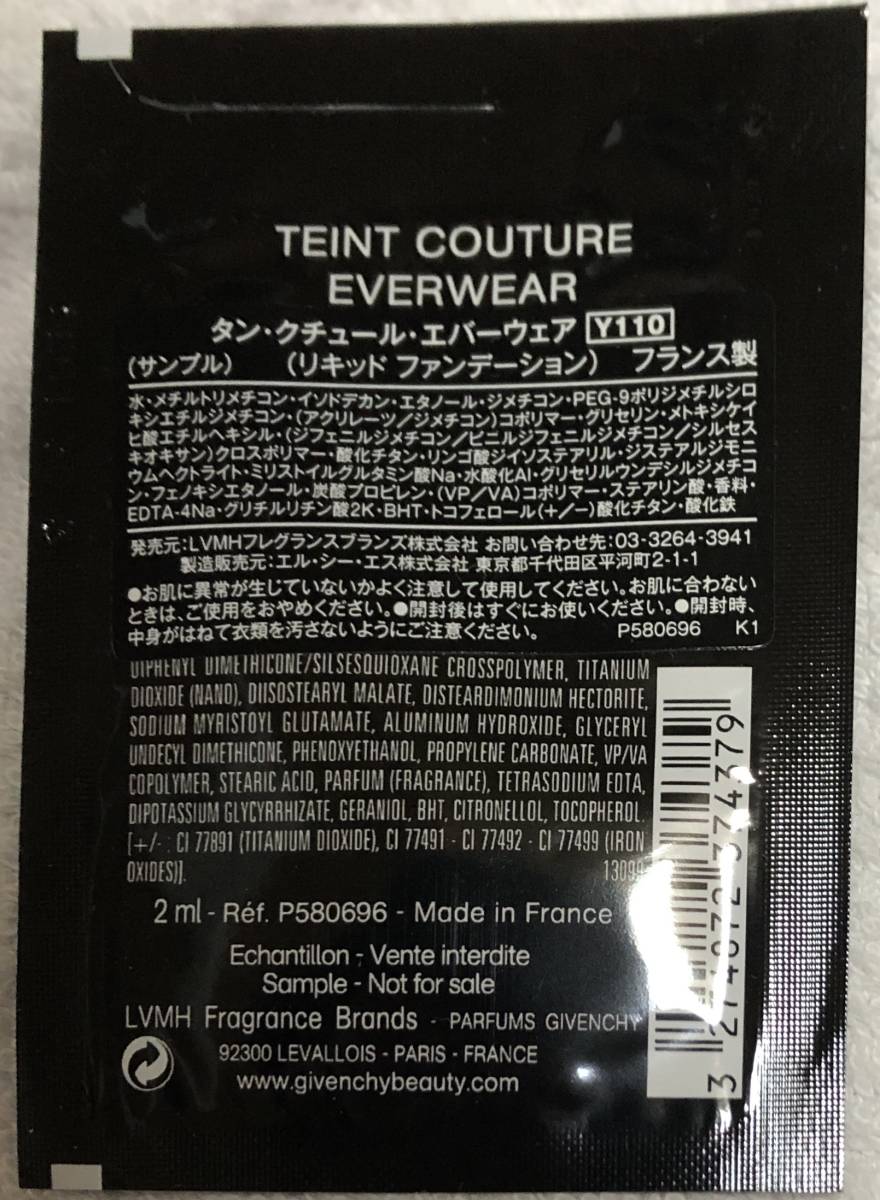 TEINT COUTURE
EVERWEAR
タン・クチュール・エバーウェア Y110
(サンプル) (リキッド ファンデーション) フランス製
水・メチルトリメチコン・イソドデカン・エタノール・ジメチコン・PEG-9ポリジメチルシロ
キシエチルジメチコン・(アクリレーツ/ジメチコン)コポリマー・グリセリン・メトキシケイ
ヒ酸エチルヘキシル・(ジフェニルジメチコン/ビニルジフェニルジメチコン/シルセス
キオキサン)クロスポリマー・酸化チタン・リンゴ酸ジイソステアリル・ジステアルジモニ
ウムヘクトライト・ミリストイルグルタミン酸Na・水酸化Al・グリセリルウンデシルジメチコ
ン・フェノキシエタノール・炭酸プロピレン・(VP/VA)コポリマー・ステアリン酸・香料・
EDTA-4Na・グリチルリチン酸2K・BHT・トコフェロール(+/−)酸化チタン・酸化鉄
発売元:LVMHフレグランスブランズ株式会社 お問い合わせ先:03-3264-3941
製造販売元:エル・シー・エス株式会社 東京都千代田区平河町2-1-1
●お肌に異常が生じていないかよく注意して使用してください。お肌に合わない
ときは、ご使用をおやめください。●開封後はすぐにお使いください。●開封時、
中身がはねて衣類を汚さないようにご注意ください。 P580696 K1
DIPHENYL DIMETHICONE/SILSESQUIOXANE CROSSPOLYMER, TITANIUM
DIOXIDE (NANO), DIISOSTEARYL MALATE, DISTEARDIMONIUM HECTORITE,
SODIUM MYRISTOYL GLUTAMATE, ALUMINUM HYDROXIDE, GLYCERYL
UNDECYL DIMETHICONE, PHENOXYETHANOL, PROPYLENE CARBONATE, VP/VA
COPOLYMER, STEARIC ACID, PARFUM (FRAGRANCE), TETRASODIUM EDTA,
DIPOTASSIUM GLYCYRRHIZATE, GERANIOL, BHT, CITRONELLOL, TOCOPHEROL.
[+/- : CI 77891 (TITANIUM DIOXIDE), CI 77491 - CI 77492 - CI 77499 (IRON
OXIDES)].
2 ml - Réf. P580696 - Made in France
Echantillon - Vente interdite
Sample - Not for sale
LVMH Fragrance Brands - PARFUMS GIVENCHY
92300 LEVALLOIS - PARIS - FRANCE
www.givenchybeauty.com
3 274872 374379